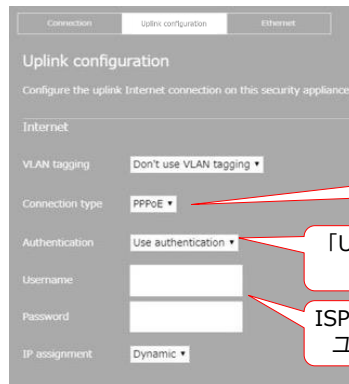 Connection Uplink configuration Ethernet
Uplink configuration
Configure the uplink Internet connection on this security appliance
Internet
VLAN tagging Don't use VLAN tagging
Connection type PPPoE
Authentication Use authentication
「U
Username
ISP
Password
ユ
IP assignment Dynamic